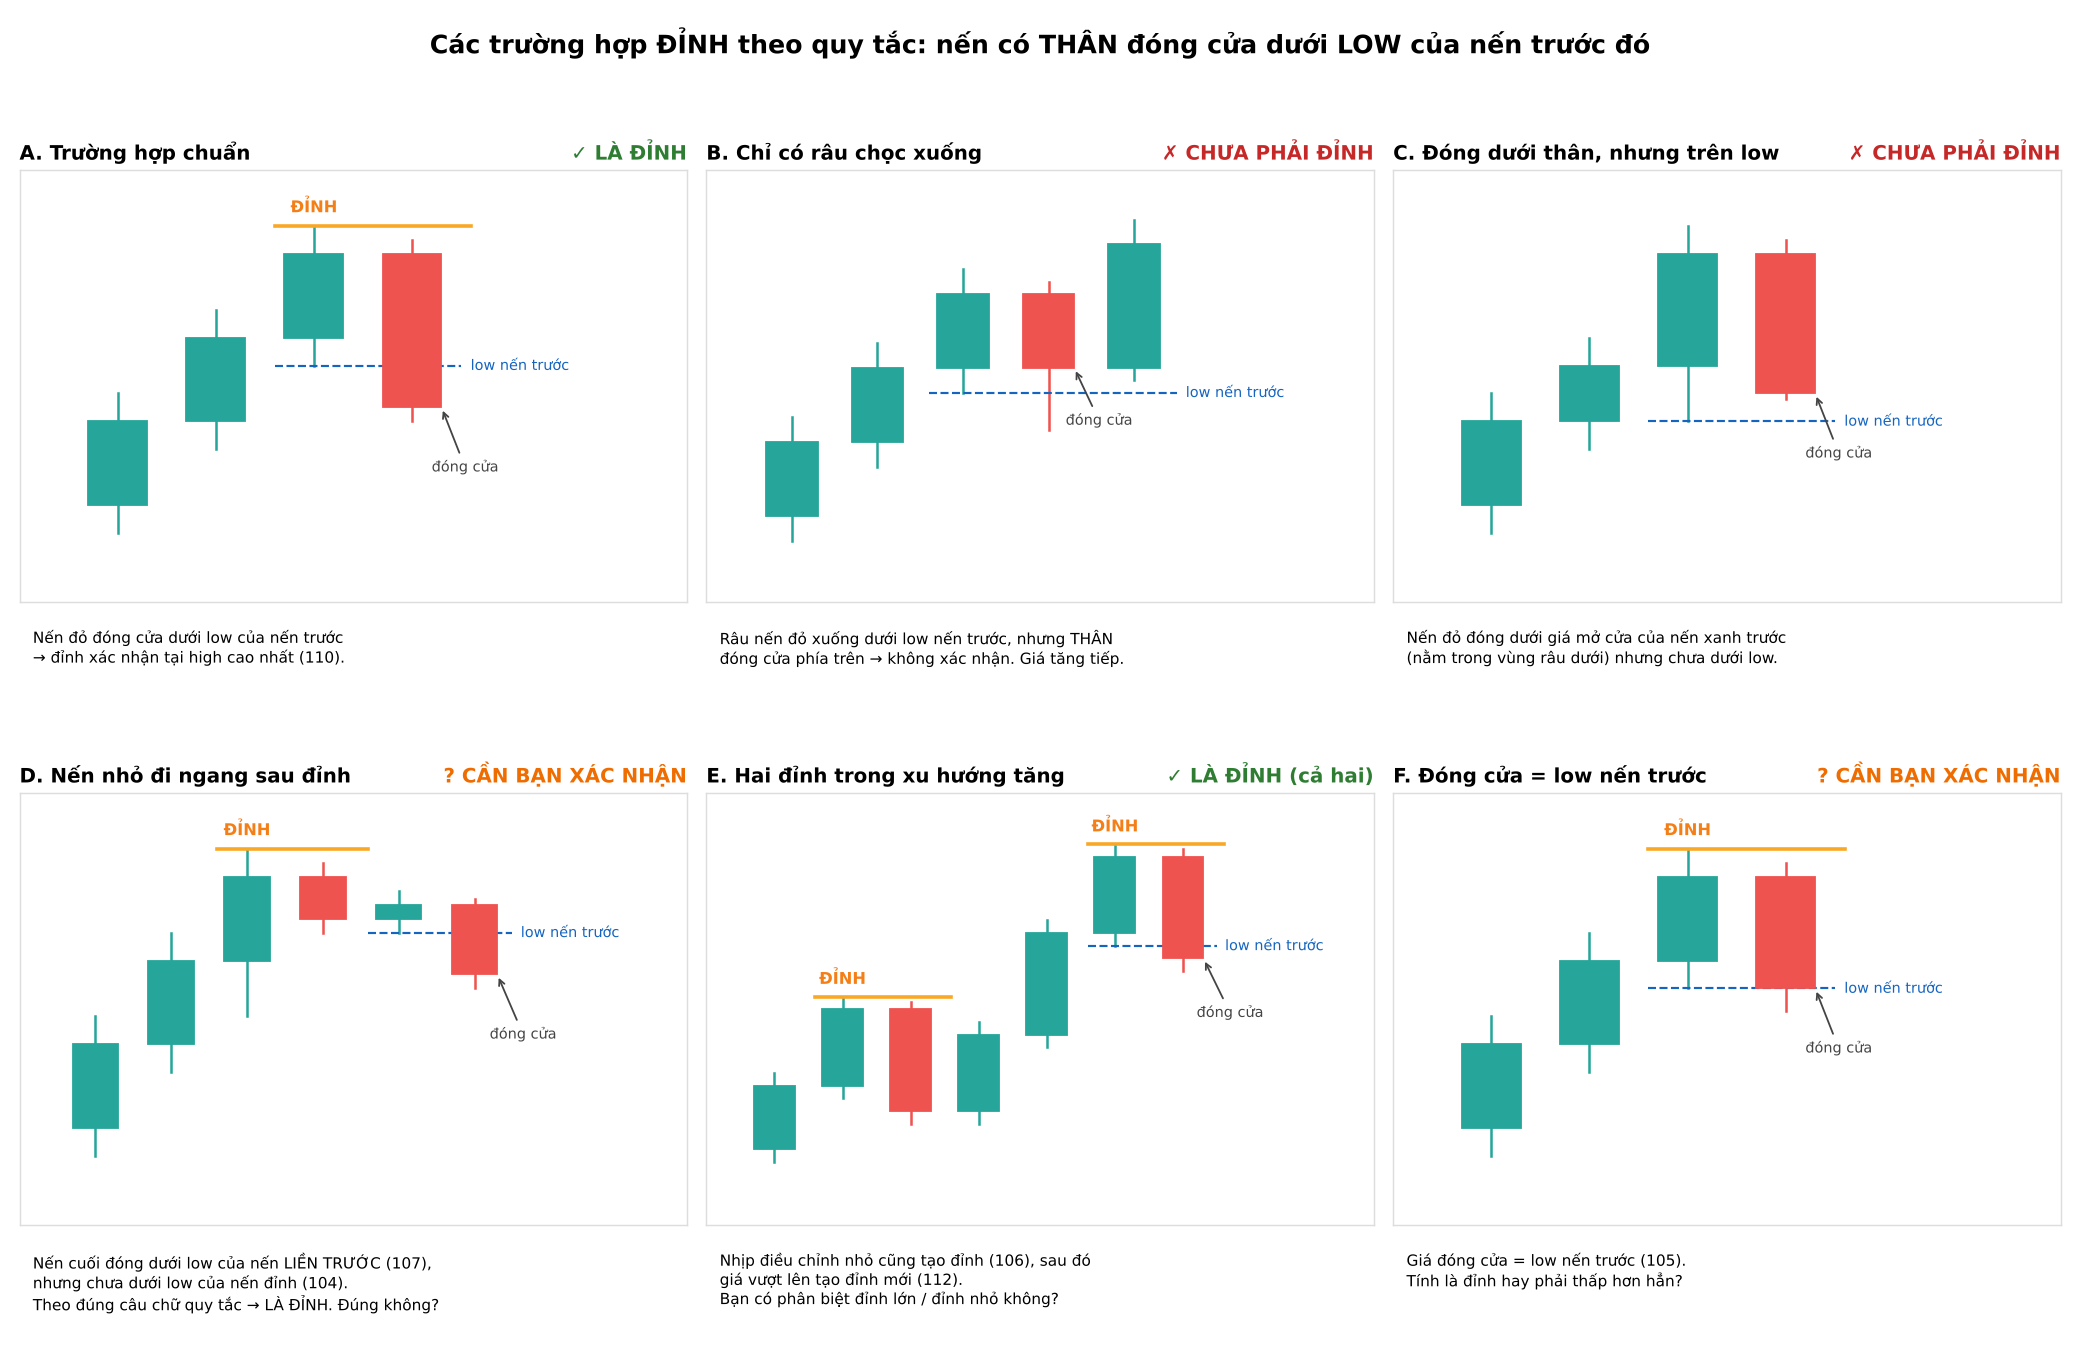 Các trường hợp ĐỈNH theo quy tắc: nến có THÂN đóng cửa dưới LOW của nến trước đó
A. Trường hợp chuẩn
✓ LÀ ĐỈNH
ĐỈNH
low nến trước
đóng cửa
Nến đỏ đóng cửa dưới low của nến trước
→ đỉnh xác nhận tại high cao nhất (110).
B. Chỉ có râu chọc xuống
✗ CHƯA PHẢI ĐỈNH
low nến trước
đóng cửa
Râu nến đỏ xuống dưới low nến trước, nhưng THÂN
đóng cửa phía trên → không xác nhận. Giá tăng tiếp.
C. Đóng dưới thân, nhưng trên low
✗ CHƯA PHẢI ĐỈNH
low nến trước
đóng cửa
Nến đỏ đóng dưới giá mở cửa của nến xanh trước
(nằm trong vùng râu dưới) nhưng chưa dưới low.
D. Nến nhỏ đi ngang sau đỉnh
? CẦN BẠN XÁC NHẬN
ĐỈNH
low nến trước
đóng cửa
Nến cuối đóng dưới low của nến LIỀN TRƯỚC (107),
nhưng chưa dưới low của nến đỉnh (104).
Theo đúng câu chữ quy tắc → LÀ ĐỈNH. Đúng không?
E. Hai đỉnh trong xu hướng tăng
✓ LÀ ĐỈNH (cả hai)
ĐỈNH
low nến trước
ĐỈNH
đóng cửa
Nhịp điều chỉnh nhỏ cũng tạo đỉnh (106), sau đó
giá vượt lên tạo đỉnh mới (112).
Bạn có phân biệt đỉnh lớn / đỉnh nhỏ không?
F. Đóng cửa = low nến trước
? CẦN BẠN XÁC NHẬN
ĐỈNH
low nến trước
đóng cửa
Giá đóng cửa = low nến trước (105).
Tính là đỉnh hay phải thấp hơn hẳn?